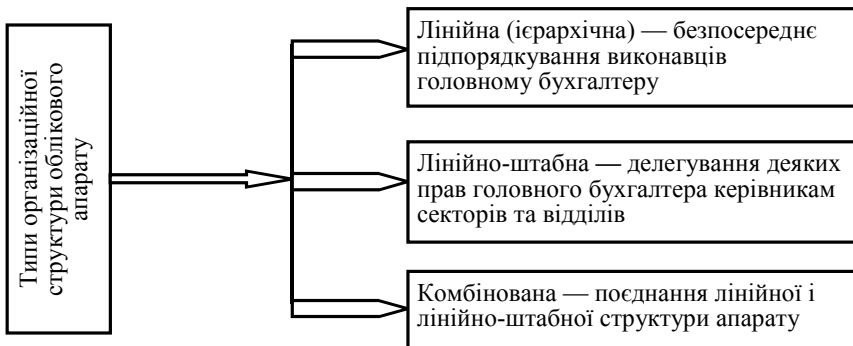 Типи організаційної
структури облікового
апарату
Лінійна (ієрархічна) — безпосереднє
підпорядкування виконавців
головному бухгалтеру
Лінійно-штабна — делегування деяких
прав головного бухгалтера керівникам
секторів та відділів
Комбінована — поєднання лінійної і
лінійно-штабної структури апарату